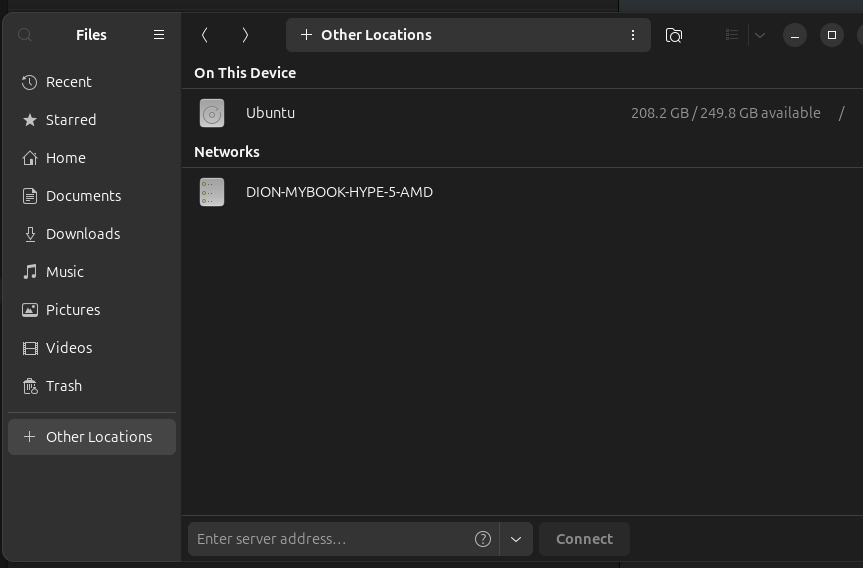 Files
Other Locations
Recent
Starred
Home
Documents
Downloads
Music
Pictures
Videos
Trash
Other Locations
On This Device
Ubuntu 208.2 GB / 249.8 GB available /
Networks
DION-MYBOOK-HYPE-5-AMD
Enter server address… ? Connect